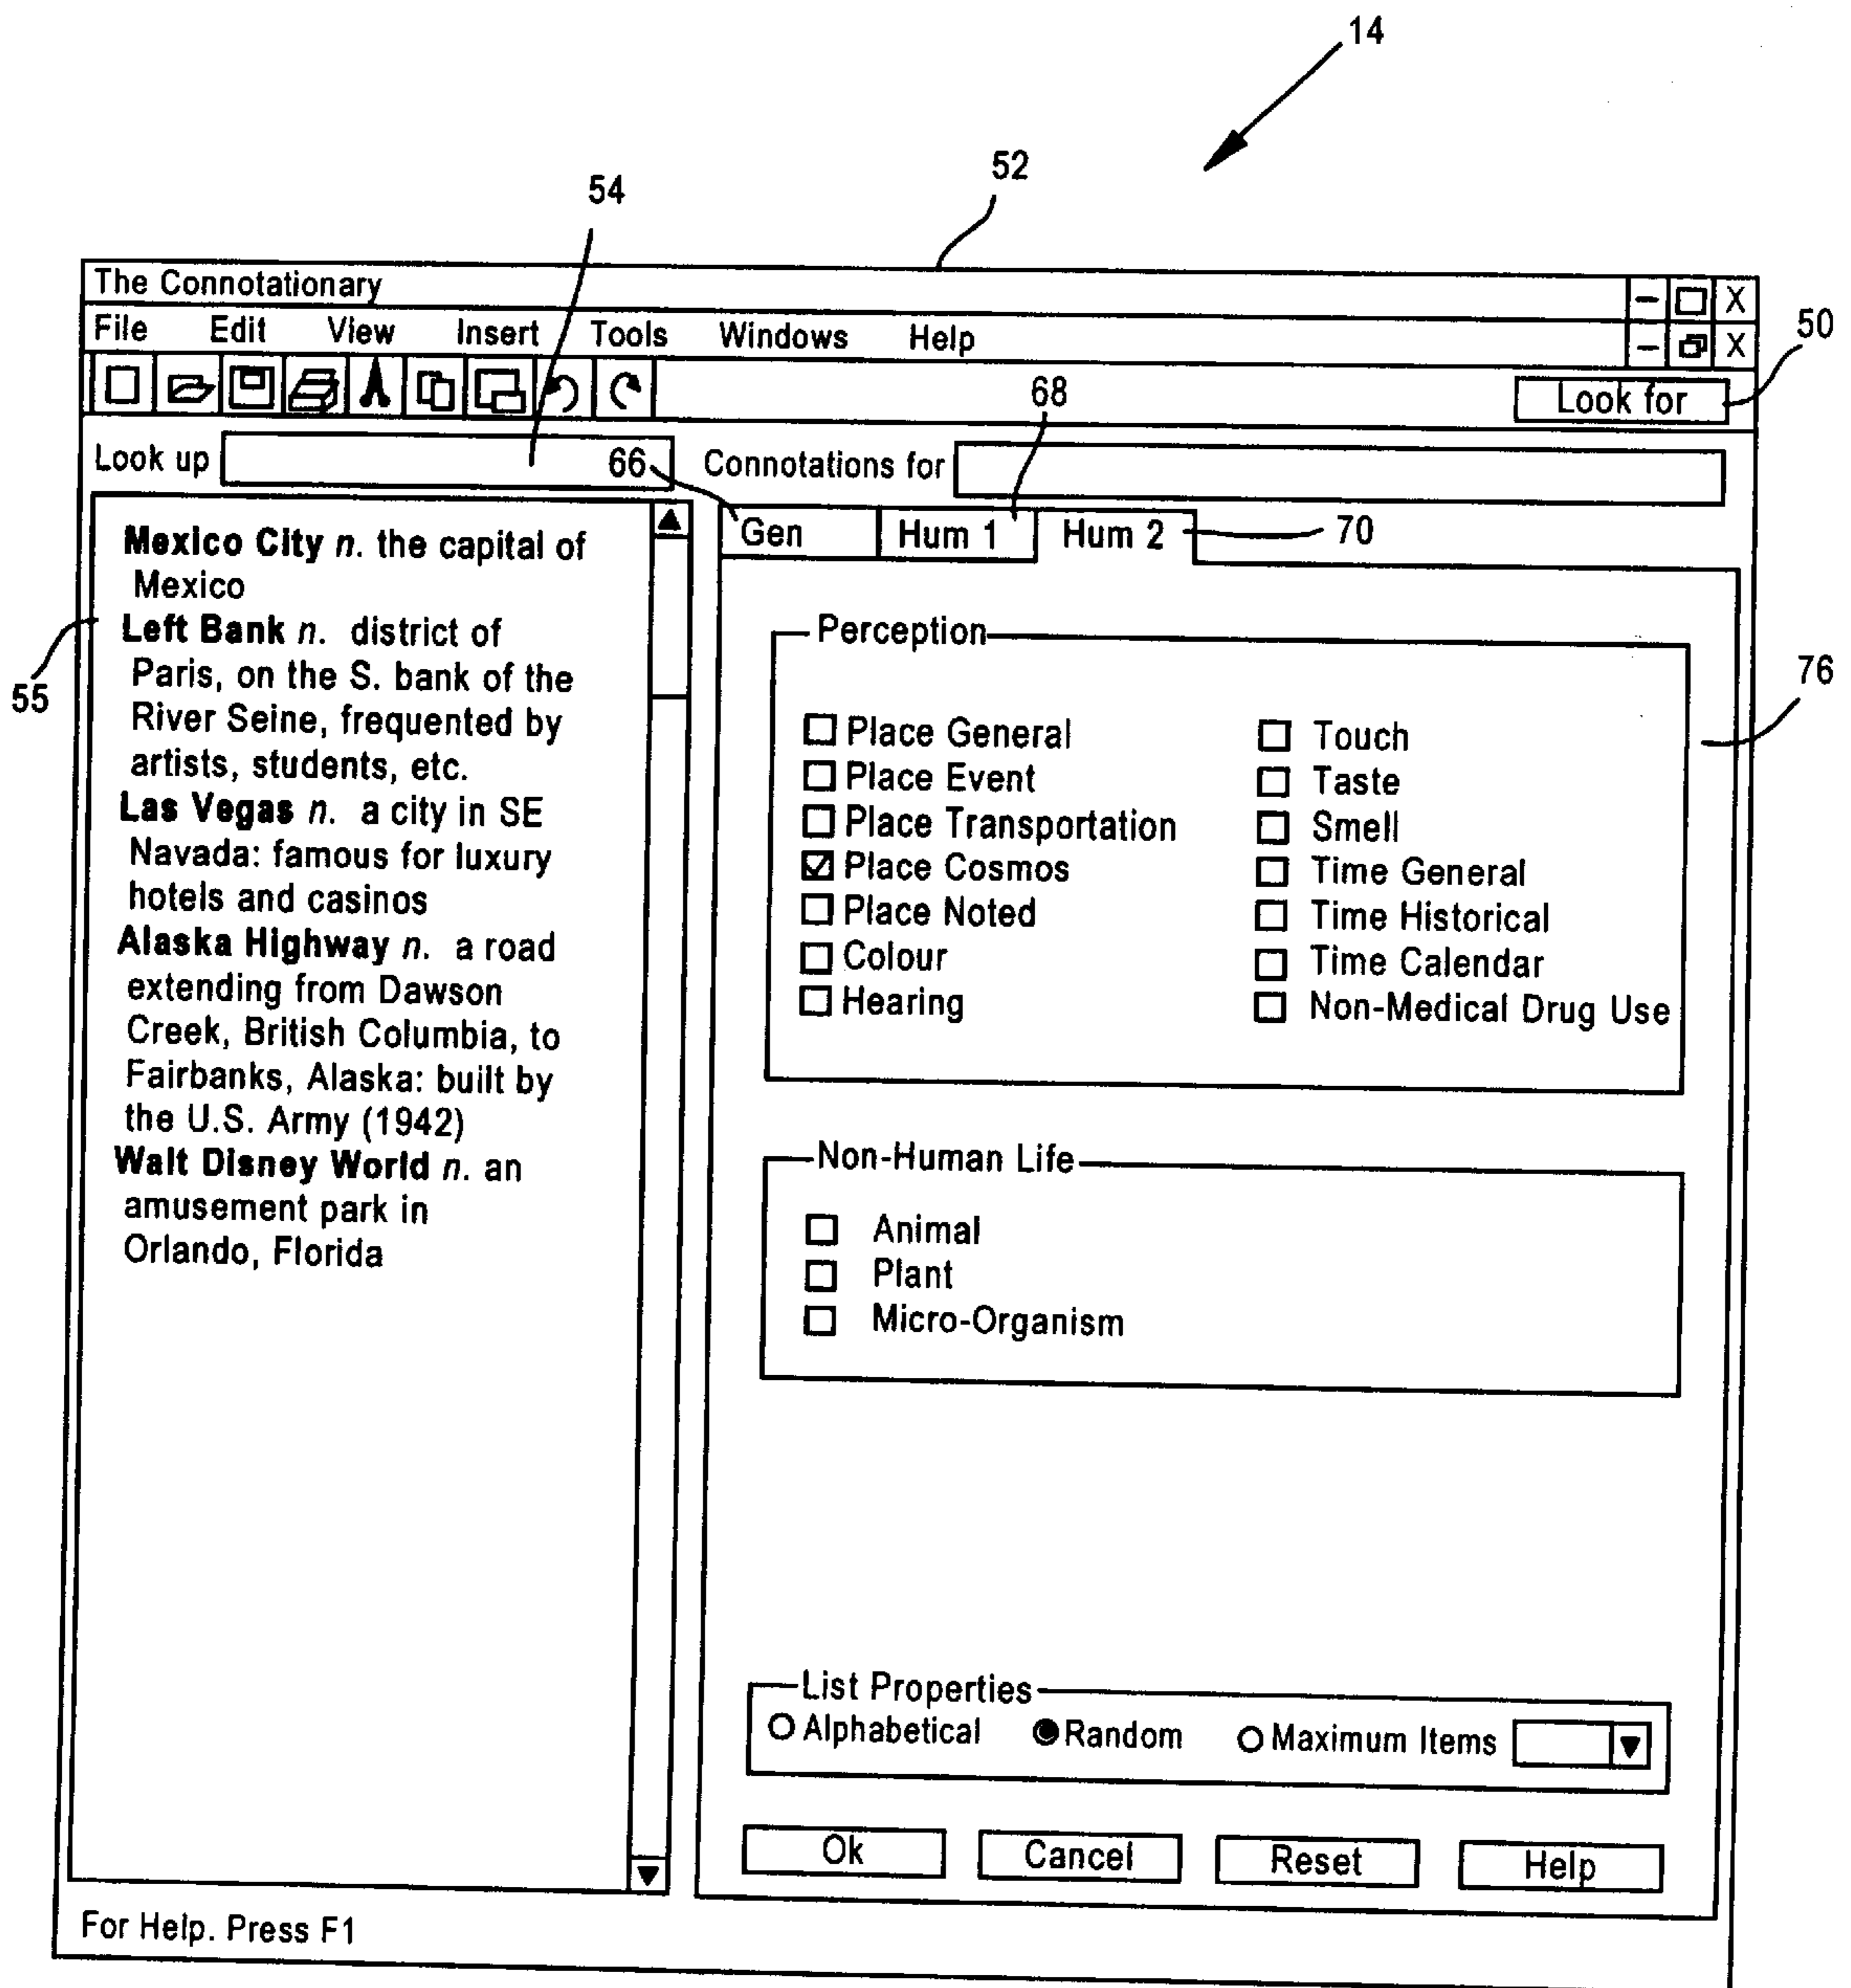 14
52
54
The Connotationary
File Edit View Insert Tools Windows Help
50
68
Look for
Look up
66
Connotations for
Gen Hum 1 Hum 2
70
Mexico City n. the capital of
Mexico
Left Bank n. district of
Paris, on the S. bank of the
River Seine, frequented by
artists, students, etc.
Las Vegas n. a city in SE
Navada: famous for luxury
hotels and casinos
Alaska Highway n. a road
extending from Dawson
Creek, British Columbia, to
Fairbanks, Alaska: built by
the U.S. Army (1942)
Walt Disney World n. an
amusement park in
Orlando, Florida
55
Perception
76
Place General
Place Event
Place Transportation
Place Cosmos
Place Noted
Colour
Hearing
Touch
Taste
Smell
Time General
Time Historical
Time Calendar
Non-Medical Drug Use
Non-Human Life
Animal
Plant
Micro-Organism
List Properties
Alphabetical Random Maximum Items
Ok Cancel Reset Help
For Help. Press F1